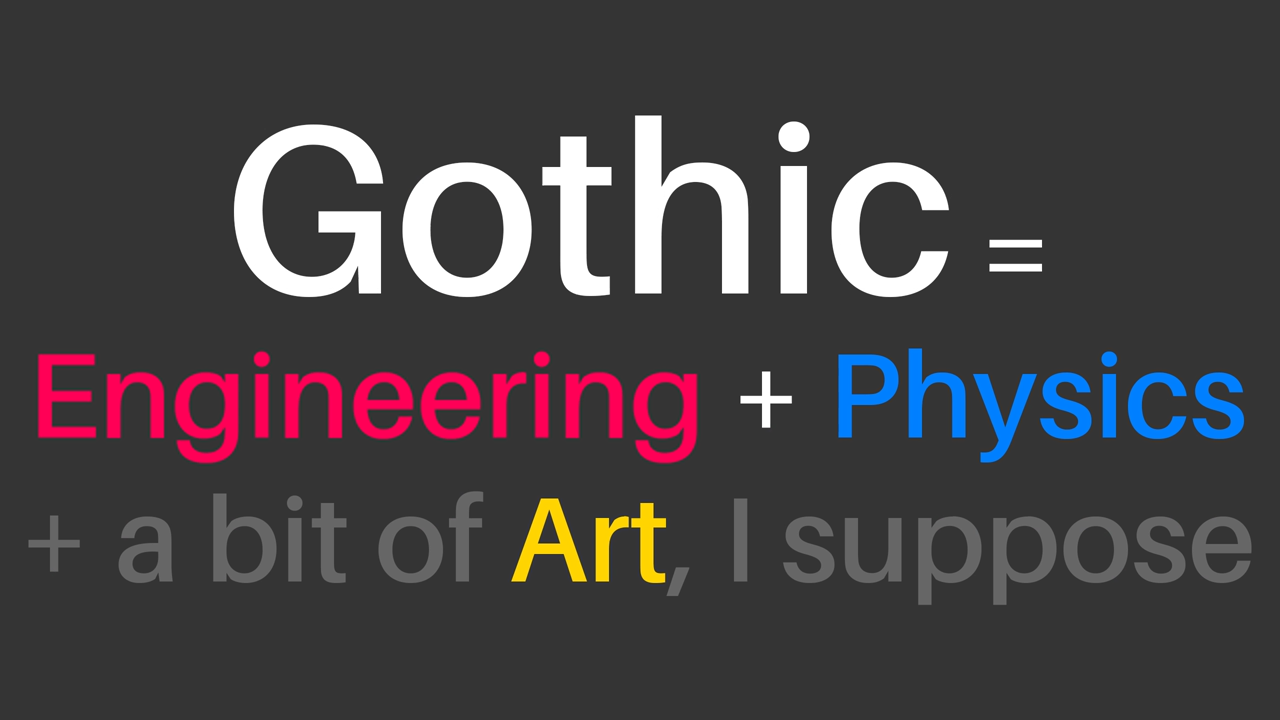 Gothic =
Engineering + Physics
+ a bit of Art, I suppose